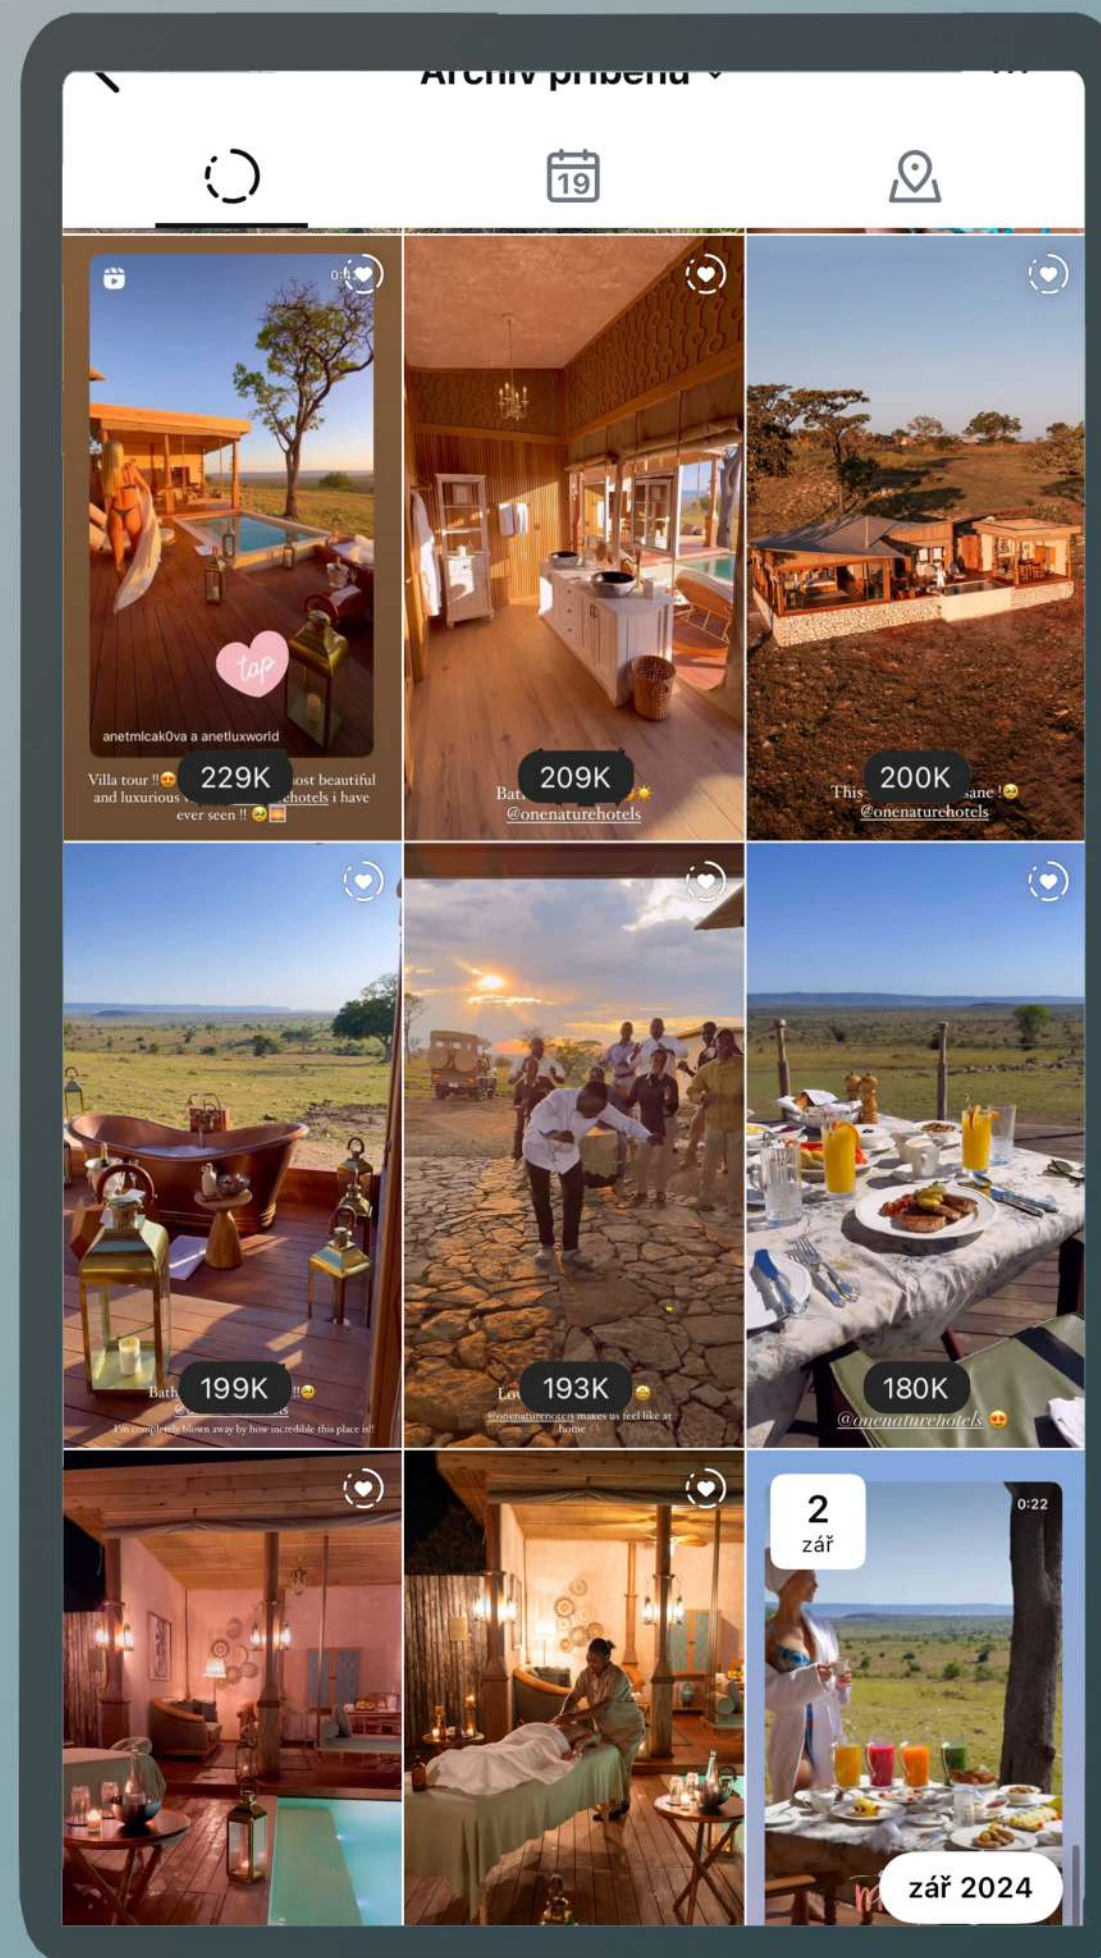 Archiv příběhů
19
0:42
tap
anetmlcak0va a anetluxworld
Villa tour !!😍 229K ost beautiful
and luxurious ehotels i have
ever seen !! 🥹🌅
209K
☀️
@onenaturehotels
This 200K sane !🥹
@onenaturehotels
199K
Bath !!🥹
I'm completely blown away by how incredible this place is!!
193K
@onenaturehotels makes us feel like at
home
180K
@onenaturehotels 😍
2
zář
0:22
zář 2024